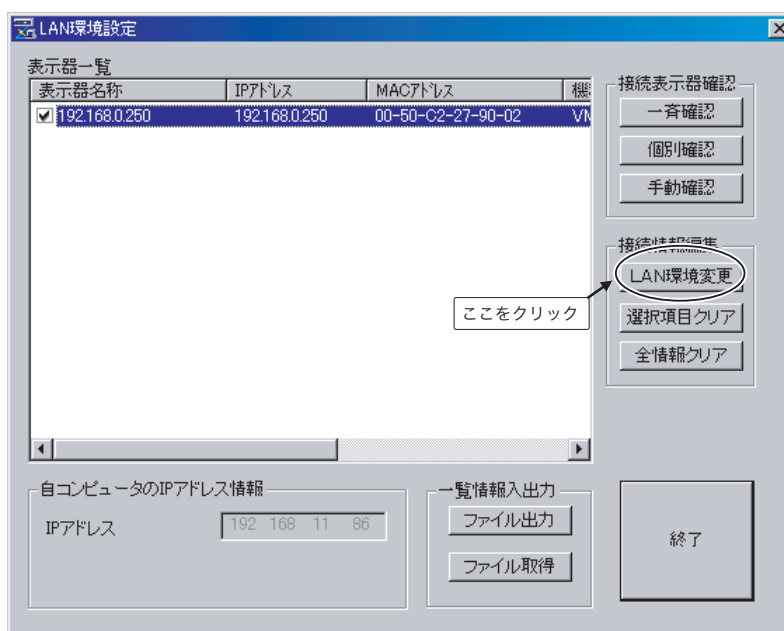 LAN環境設定
表示器一覧
表示器名称 IPアドレス MACアドレス 機
192.168.0.250 192.168.0.250 00-50-C2-27-90-02
接続表示器確認
一斉確認
個別確認
手動確認
接続情報編集
LAN環境変更
選択項目クリア
全情報クリア
ここをクリック
自コンピュータのIPアドレス情報
IPアドレス 192 168 11 86
一覧情報入出力
ファイル出力
ファイル取得
終了